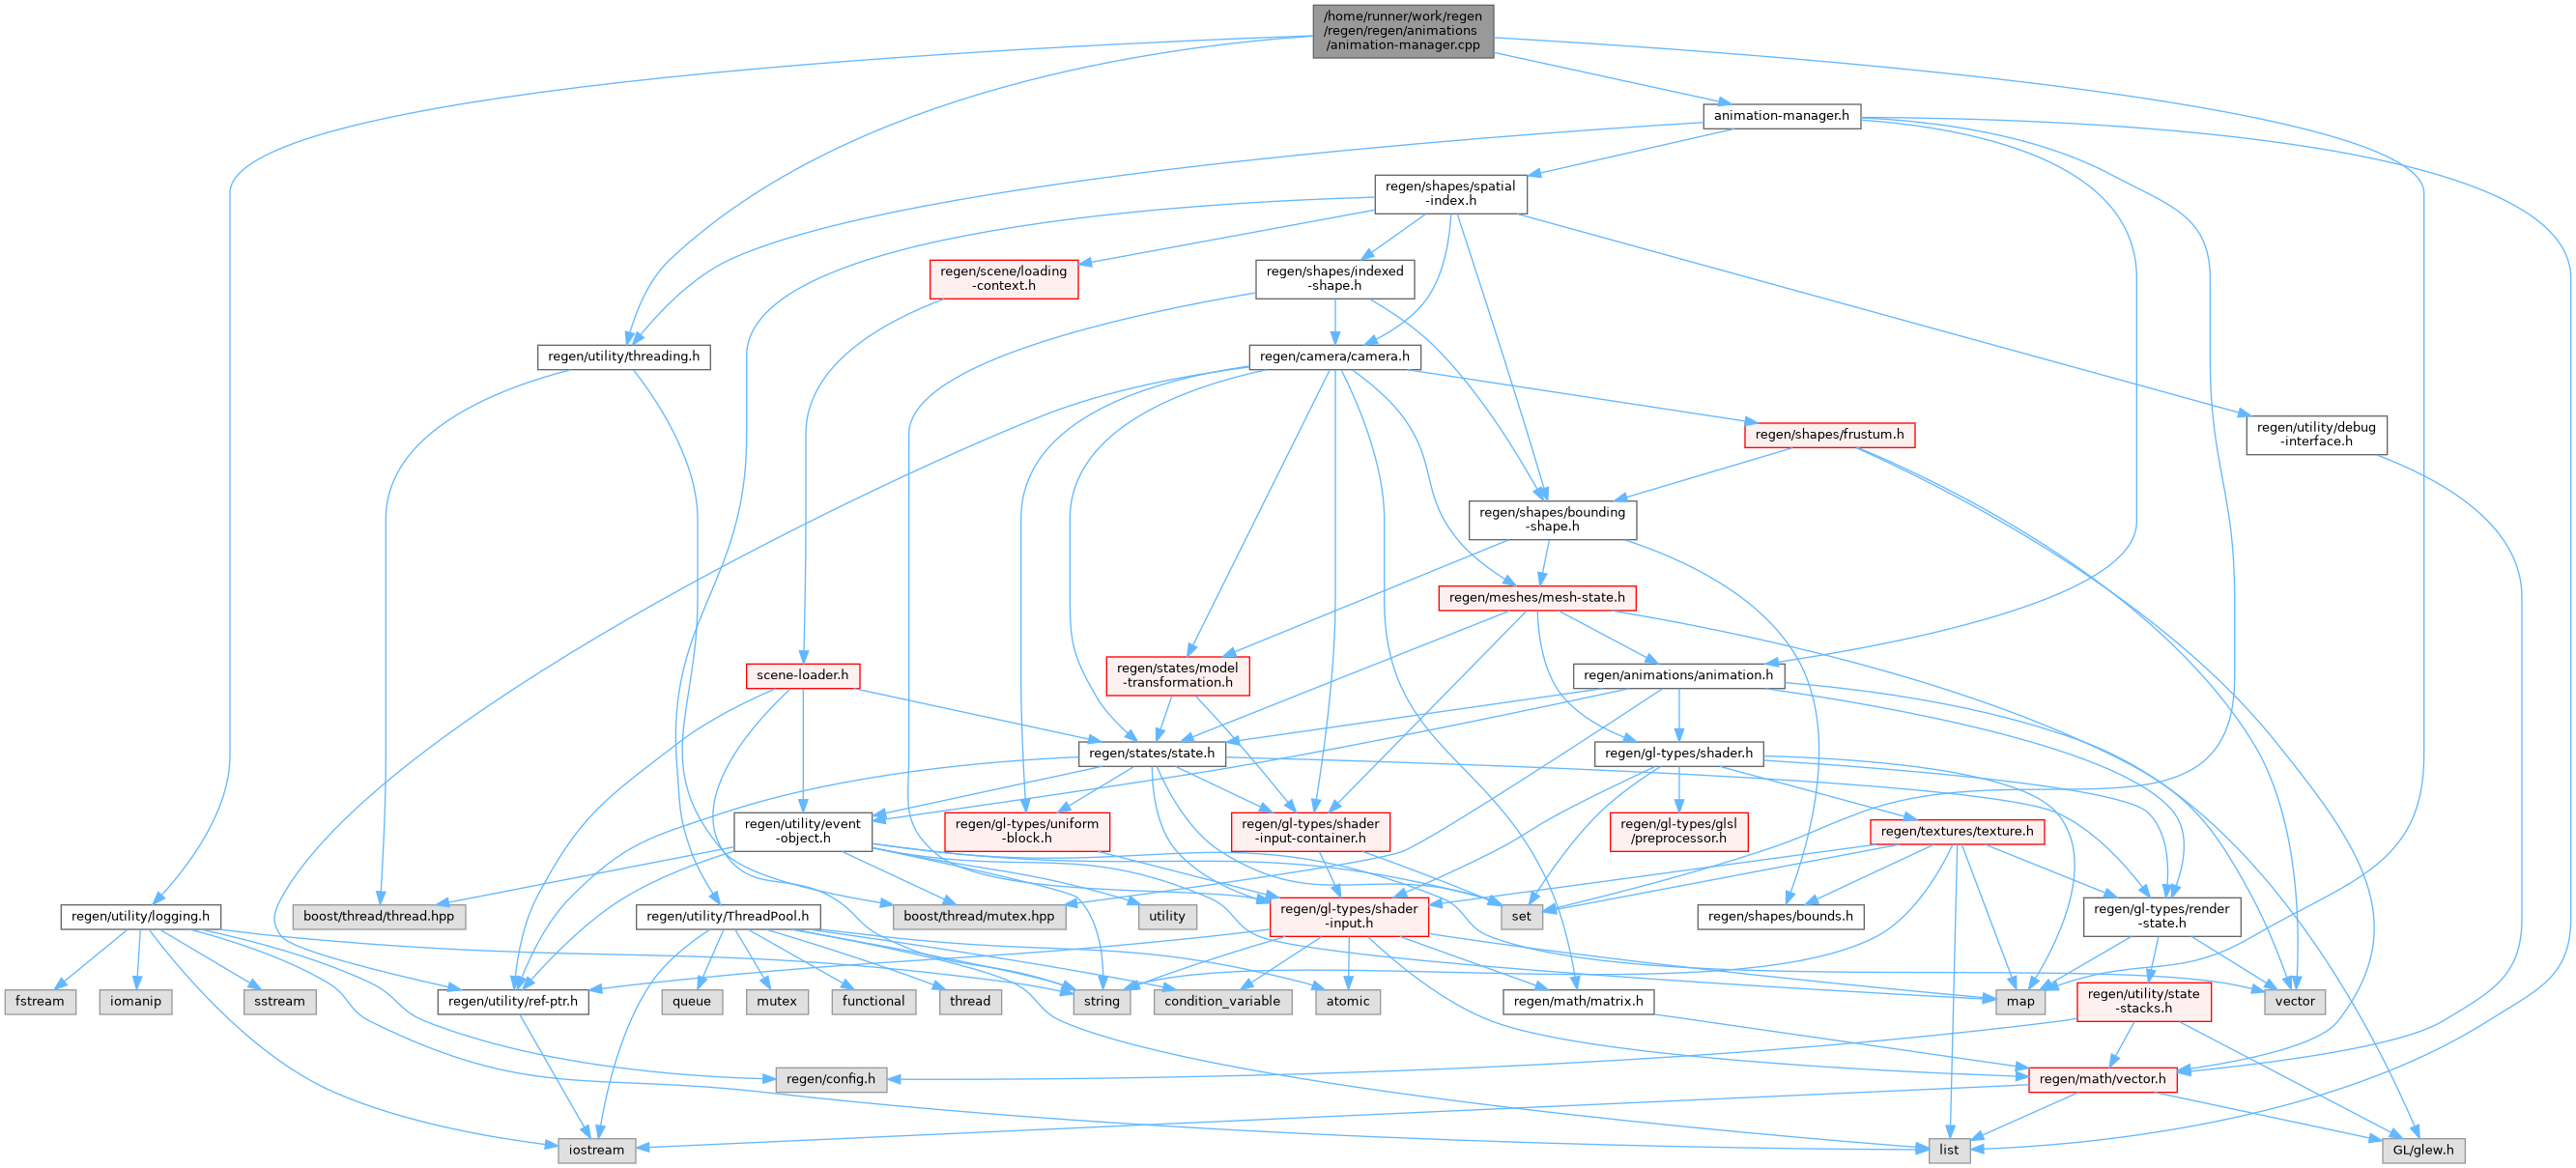 /home/runner/work/regen
/regen/regen/animations
/animation-manager.cpp
animation-manager.h
regen/shapes/spatial
-index.h
regen/scene/loading
-context.h
regen/shapes/indexed
-shape.h
regen/utility/threading.h
regen/camera/camera.h
regen/shapes/frustum.h
regen/utility/debug
-interface.h
regen/shapes/bounding
-shape.h
regen/meshes/mesh-state.h
scene-loader.h
regen/states/model
-transformation.h
regen/animations/animation.h
regen/states/state.h
regen/gl-types/shader.h
regen/utility/event
-object.h
regen/gl-types/uniform
-block.h
regen/gl-types/shader
-input-container.h
regen/gl-types/glsl
/preprocessor.h
regen/textures/texture.h
regen/utility/logging.h
boost/thread/thread.hpp
regen/utility/ThreadPool.h
boost/thread/mutex.hpp
utility
regen/gl-types/shader
-input.h
set
regen/shapes/bounds.h
regen/gl-types/render
-state.h
fstream
iomanip
sstream
regen/utility/ref-ptr.h
queue
mutex
functional
thread
string
condition_variable
atomic
regen/math/matrix.h
map
regen/utility/state
-stacks.h
vector
regen/config.h
regen/math/vector.h
iostream
list
GL/glew.h